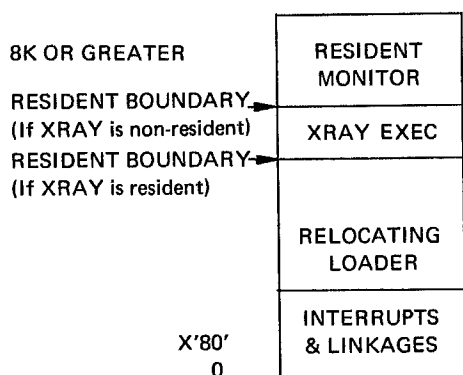 8K OR GREATER
RESIDENT
MONITOR
RESIDENT BOUNDARY
(If XRAY is non-resident)
XRAY EXEC
RESIDENT BOUNDARY
(If XRAY is resident)
RELOCATING
LOADER
INTERRUPTS
& LINKAGES
X'80'
0